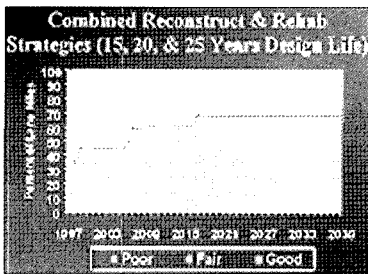 Combined Reconstruct & Rehab
Strategies (15, 20, & 25 Years Design Life)
100
90
80
70
60
50
40
30
20
10
0
1997 2003 2009 2015 2021 2027 2033
Poor Fair Good